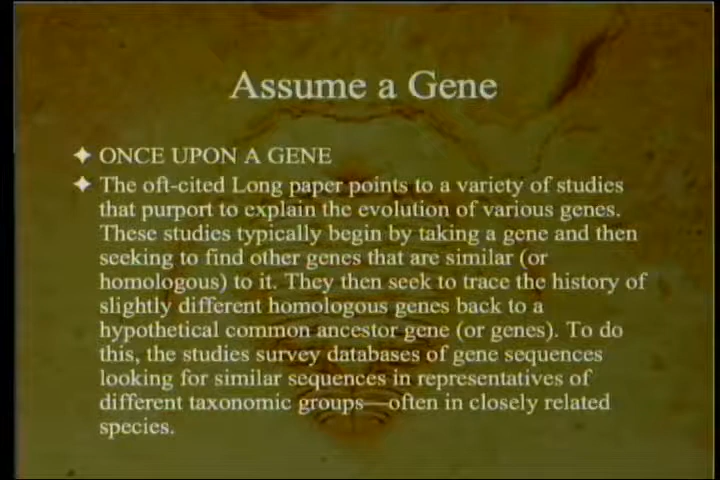 Assume a Gene
ONCE UPON A GENE
The oft-cited Long paper points to a variety of studies
that purport to explain the evolution of various genes.
These studies typically begin by taking a gene and then
seeking to find other genes that are similar (or
homologous) to it. They then seek to trace the history of
slightly different homologous genes back to a
hypothetical common ancestor gene (or genes). To do
this, the studies survey databases of gene sequences
looking for similar sequences in representatives of
different taxonomic groups—often in closely related
species.